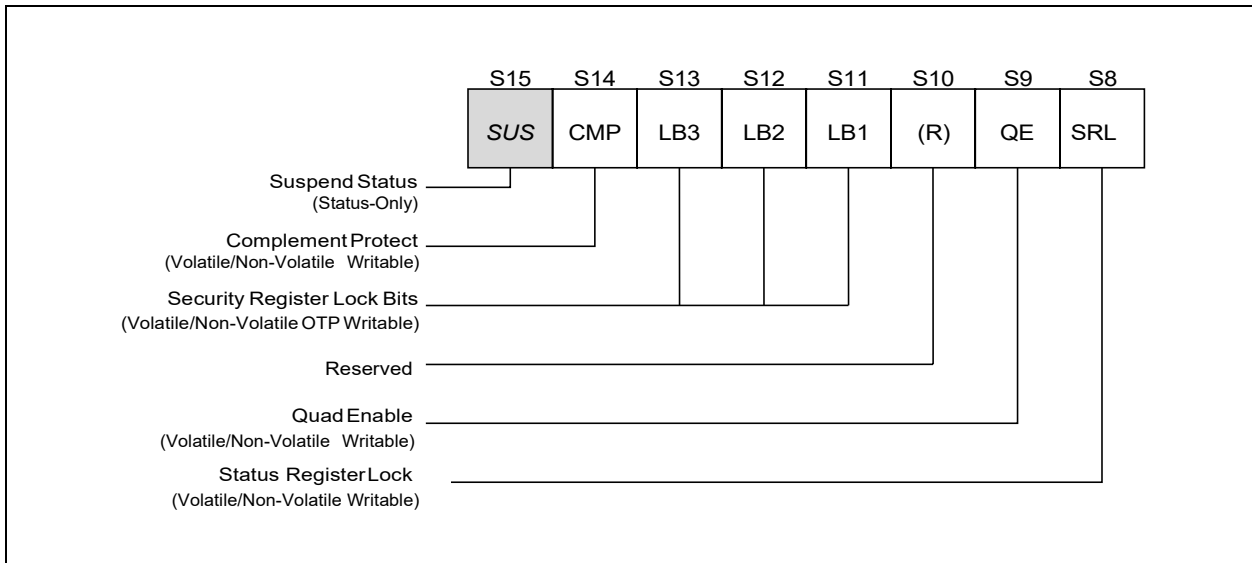 S15 S14 S13 S12 S11 S10 S9 S8
SUS CMP LB3 LB2 LB1 (R) QE SRL
Suspend Status
(Status-Only)
Complement Protect
(Volatile/Non-Volatile Writable)
Security Register Lock Bits
(Volatile/Non-Volatile OTP Writable)
Reserved
Quad Enable
(Volatile/Non-Volatile Writable)
Status Register Lock
(Volatile/Non-Volatile Writable)